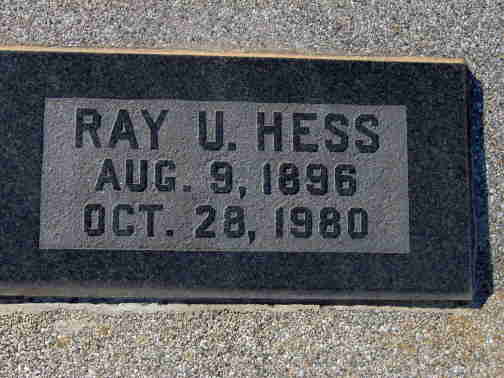 RAY U. HESS
AUG. 9, 1896
OCT. 28, 1980